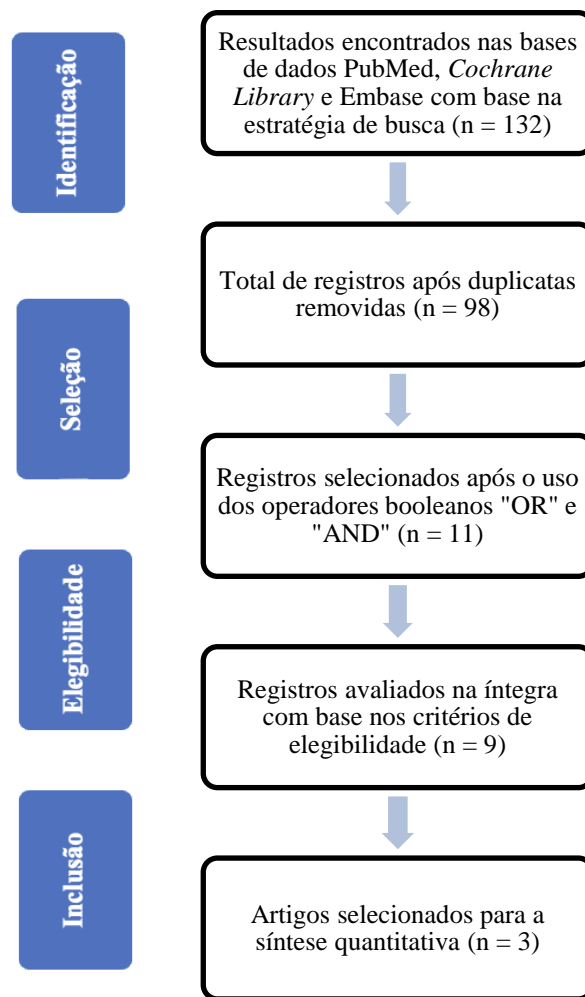 Identificação
Resultados encontrados nas bases
de dados PubMed, Cochrane
Library e Embase com base na
estratégia de busca (n = 132)
Total de registros após duplicatas
removidas (n = 98)
Seleção
Registros selecionados após o uso
dos operadores booleanos "OR" e
"AND" (n = 11)
Elegibilidade
Registros avaliados na íntegra
com base nos critérios de
elegibilidade (n = 9)
Inclusão
Artigos selecionados para a
síntese quantitativa (n = 3)